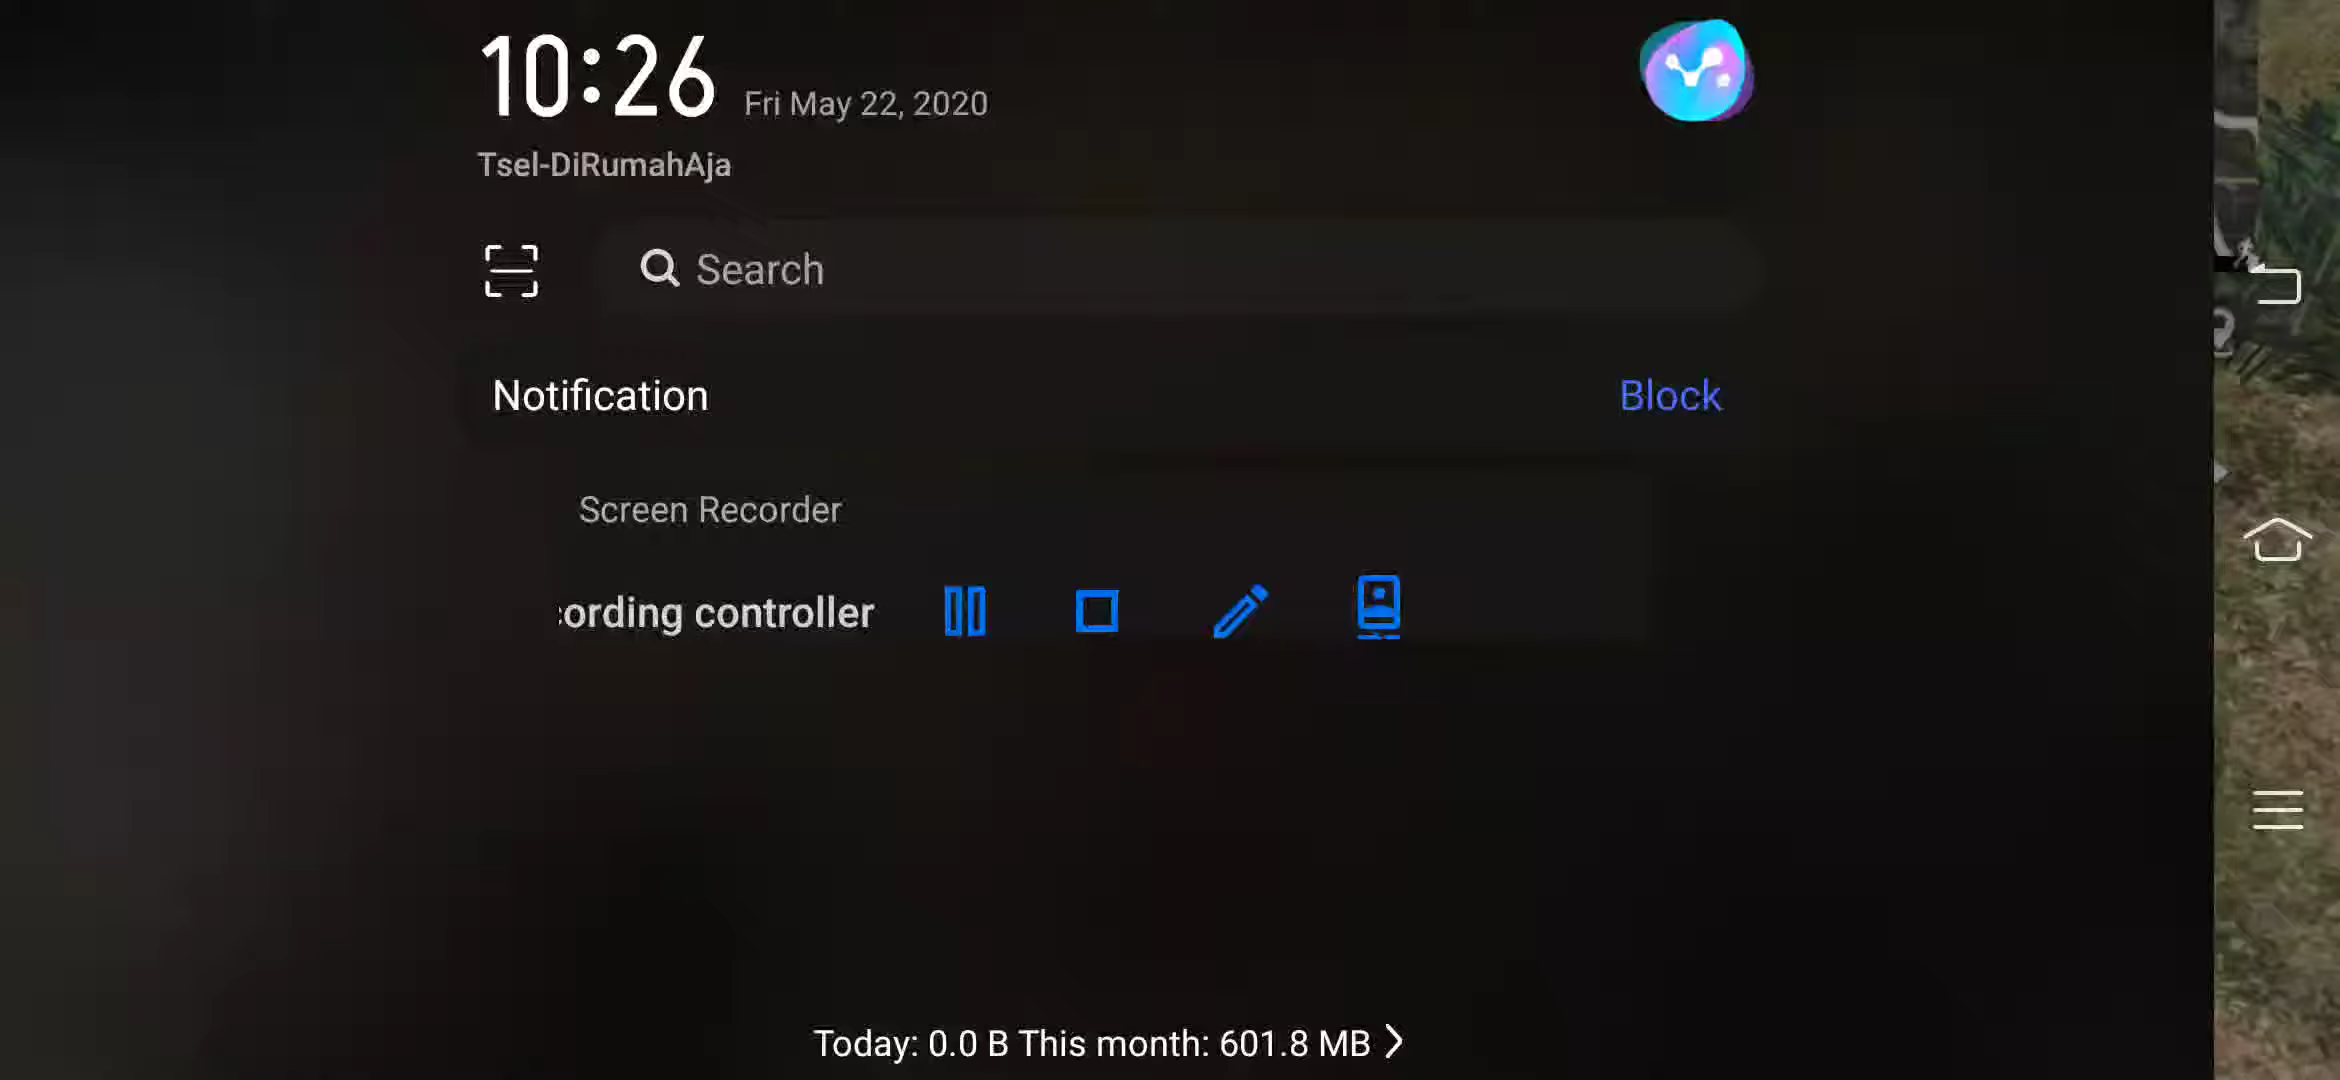 10:26 Fri May 22, 2020
Tsel-DiRumahAja
Search
Notification Block
Screen Recorder
ording controller
Today: 0.0 B This month: 601.8 MB